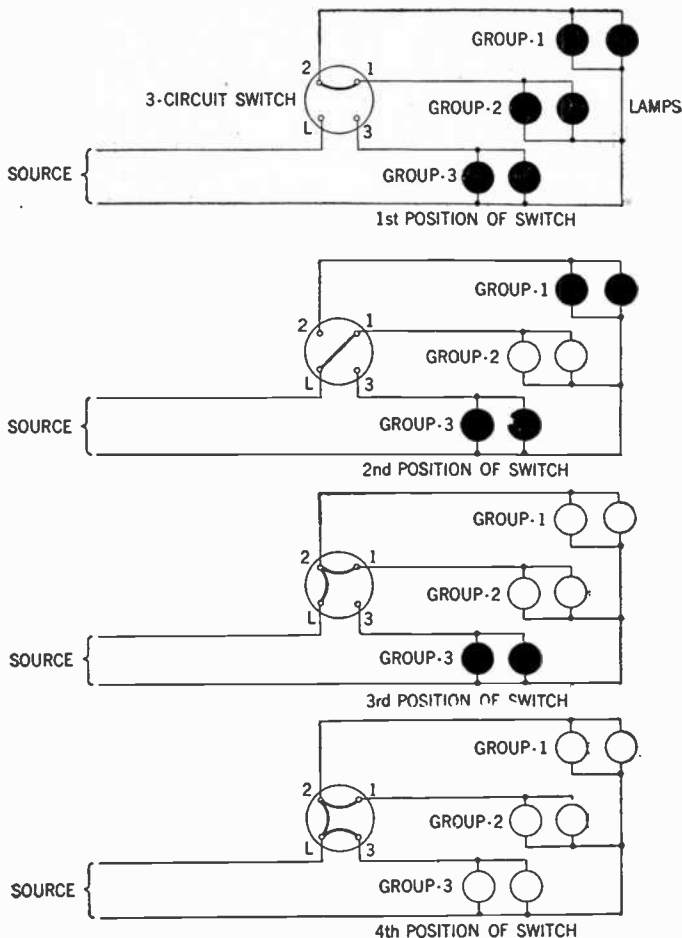 GROUP-1
2 1
3-CIRCUIT SWITCH
GROUP-2 LAMPS
L 3
SOURCE
GROUP-3
1st POSITION OF SWITCH
GROUP-1
2 1
GROUP-2
L 3
SOURCE
GROUP-3
2nd POSITION OF SWITCH
GROUP-1
2 1
GROUP-2
L 3
SOURCE
GROUP-3
3rd POSITION OF SWITCH
GROUP-1
2 1
GROUP-2
L 3
SOURCE
GROUP-3
4th POSITION OF SWITCH